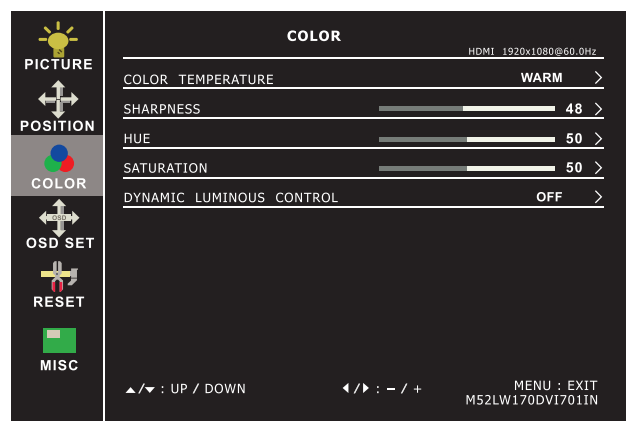 PICTURE
POSITION
COLOR
OSD
OSD SET
RESET
MISC
COLOR
HDMI 1920x1080@60.0Hz
COLOR TEMPERATURE WARM
SHARPNESS 48
HUE 50
SATURATION 50
DYNAMIC LUMINOUS CONTROL OFF
▲/▼ : UP / DOWN ◀/▶ : − / + MENU : EXIT
M52LW170DVI701IN